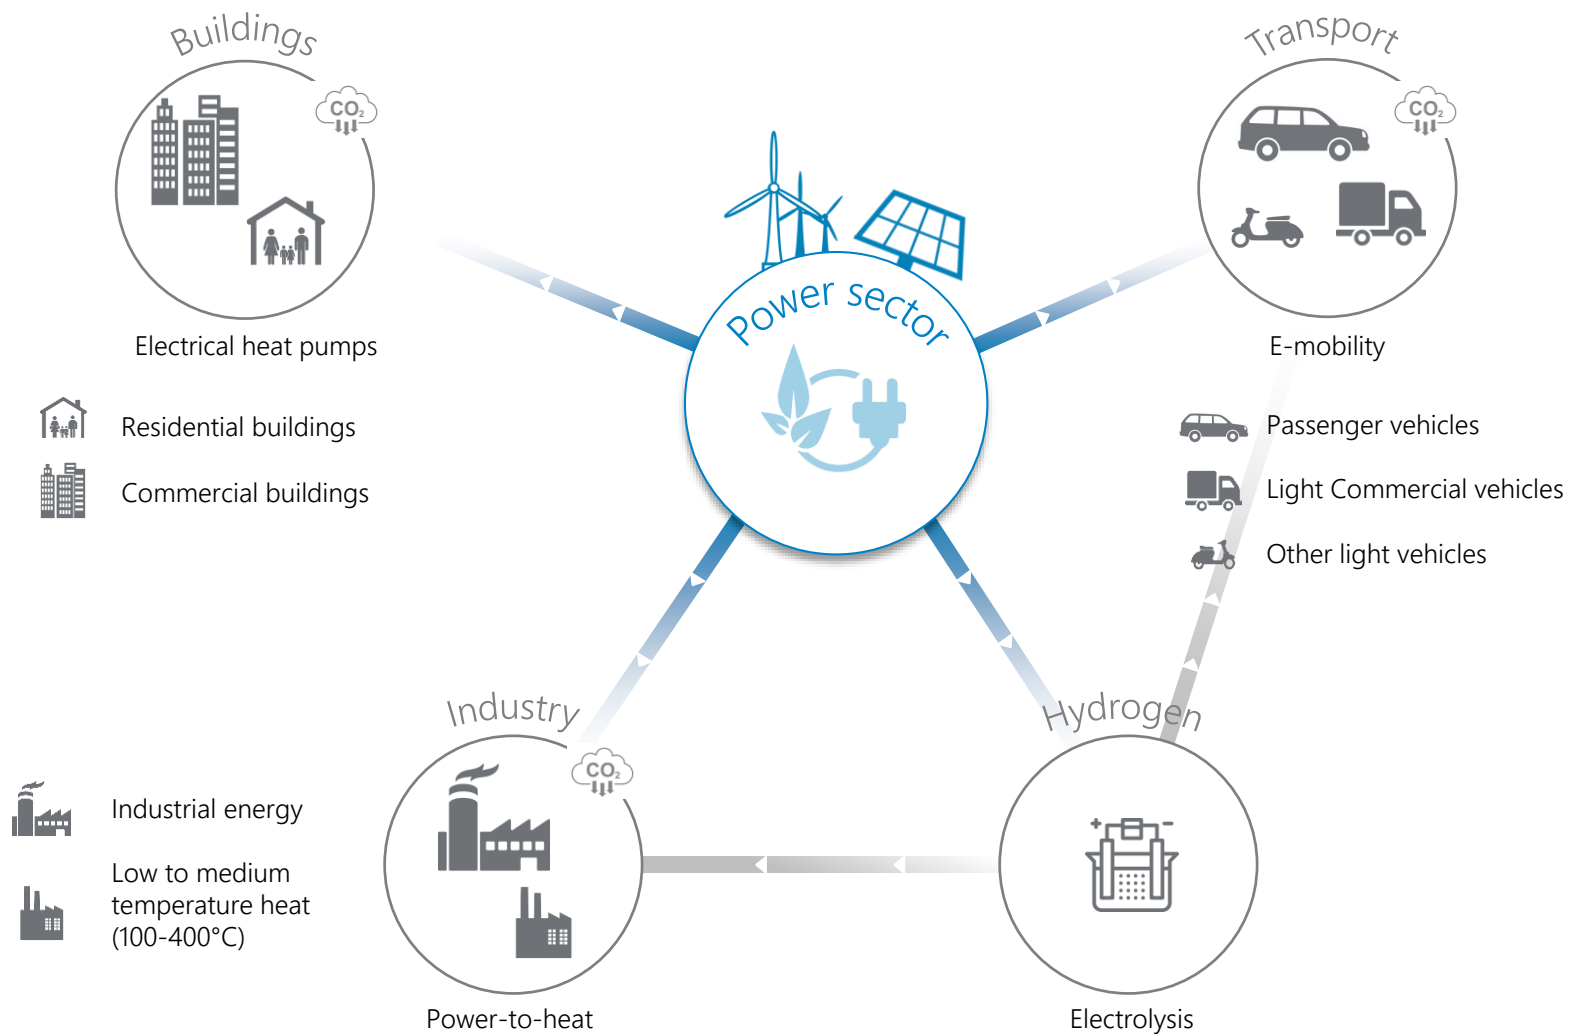 Buildings
CO₂
Electrical heat pumps
Residential buildings
Commercial buildings
Power sector
Transport
CO₂
E-mobility
Passenger vehicles
Light Commercial vehicles
Other light vehicles
Industry
CO₂
Industrial energy
Low to medium
temperature heat
(100-400°C)
Power-to-heat
Hydrogen
+ -
Electrolysis